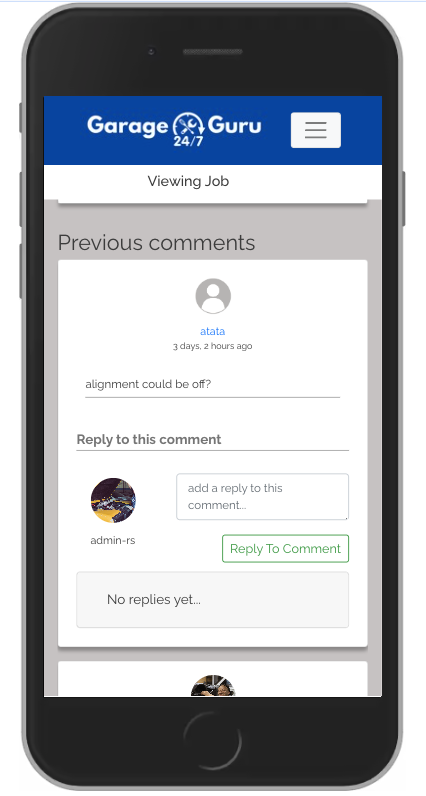 Garage Guru
24/7
Viewing Job
Previous comments
atata
3 days, 2 hours ago
alignment could be off?
Reply to this comment
add a reply to this
comment...
admin-rs
Reply To Comment
No replies yet...